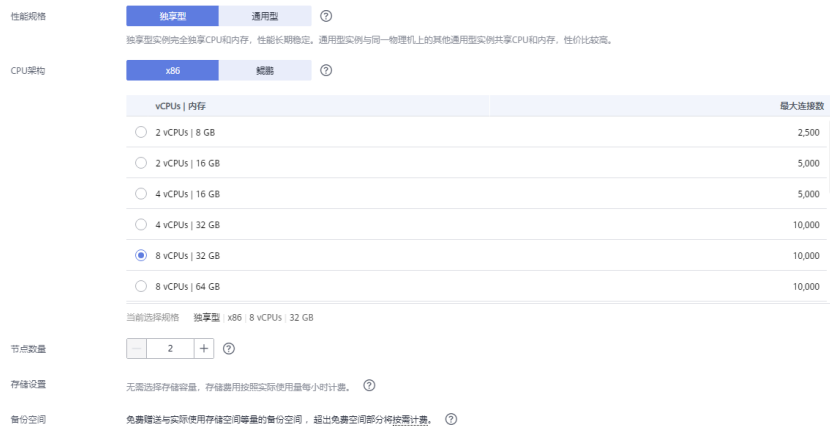 性能规格 独享型 通用型 ?
独享型实例完全独享CPU和内存，性能长期稳定。通用型实例与同一物理机上的其他通用型实例共享CPU和内存，性价比较高。
CPU架构 x86 鲲鹏 ?
vCPUs | 内存 最大连接数
2 vCPUs | 8 GB 2,500
2 vCPUs | 16 GB 5,000
4 vCPUs | 16 GB 5,000
4 vCPUs | 32 GB 10,000
8 vCPUs | 32 GB 10,000
8 vCPUs | 64 GB 10,000
当前选择规格 独享型 | x86 | 8 vCPUs | 32 GB
节点数量 — 2 + ?
存储设置 无需选择存储容量，存储费用按照实际使用量每小时计费。 ?
备份空间 免费赠送与实际使用存储空间等量的备份空间，超出免费空间部分将按需计费。 ?